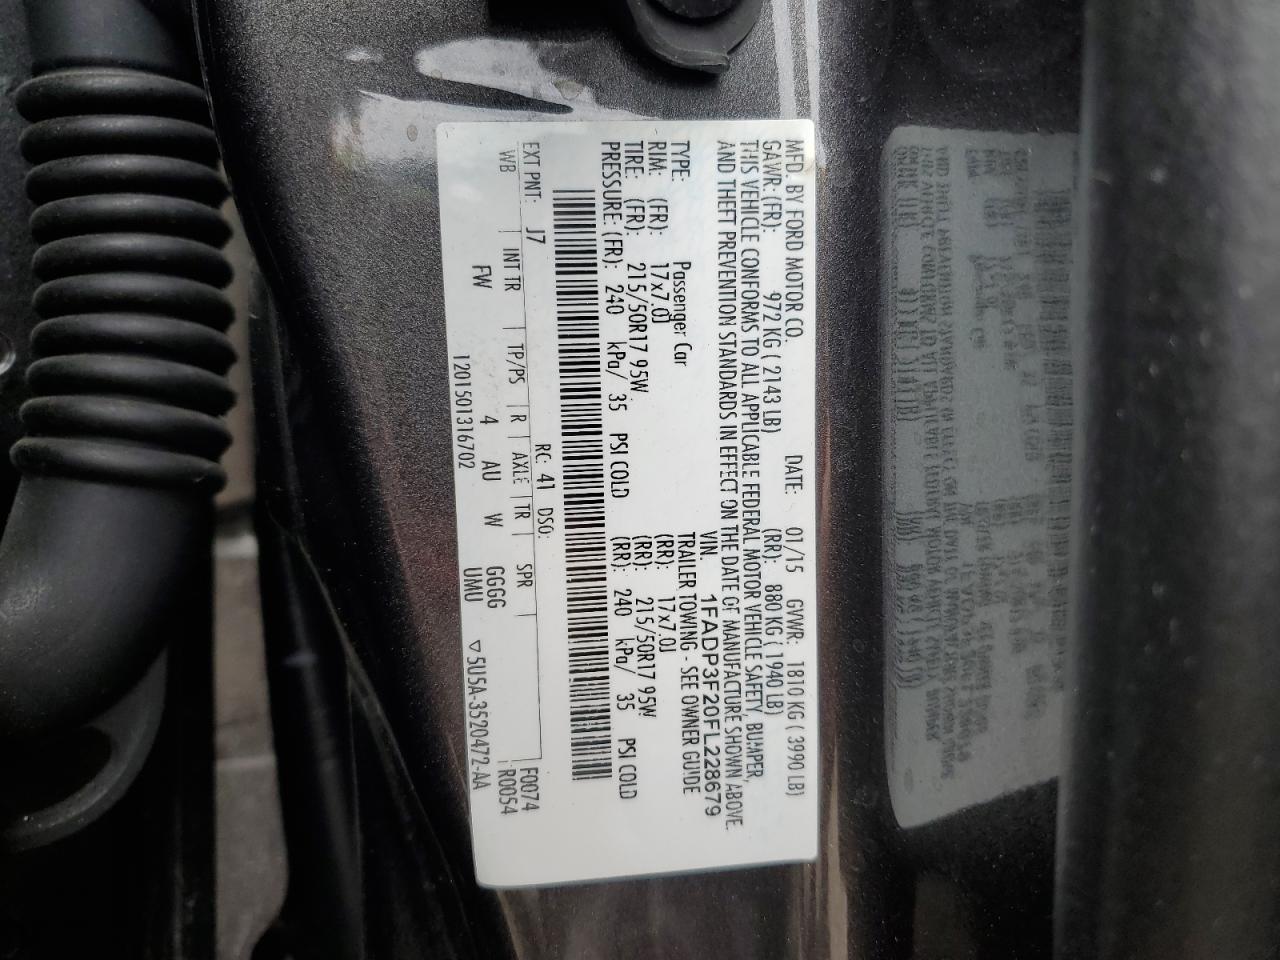 MFD. BY FORD MOTOR CO. DATE: 01/15 GVWR: 1810 KG ( 3990 LB)
GAWR: (FR): 972 KG ( 2143 LB) (RR): 880 KG ( 1940 LB)
THIS VEHICLE CONFORMS TO ALL APPLICABLE FEDERAL MOTOR VEHICLE SAFETY, BUMPER,
AND THEFT PREVENTION STANDARDS IN EFFECT ON THE DATE OF MANUFACTURE SHOWN ABOVE.
VIN: 1FADP3F20FL228679
TYPE: Passenger Car TRAILER TOWING - SEE OWNER GUIDE
RIM: (FR): 17x7.0J (RR): 17x7.0J
TIRE: (FR): 215/50R17 95W (RR): 215/50R17 95W
PRESSURE: (FR): 240 kPa/ 35 PSI COLD (RR): 240 kPa/ 35 PSI COLD
EXT PNT: J7 RC: 41 DSO: F0074
WB INT TR TP/PS R AXLE TR SPR R0054
FW 4 AU W GGGG
1201501316702 UMU ▽5U5A-3520472-AA